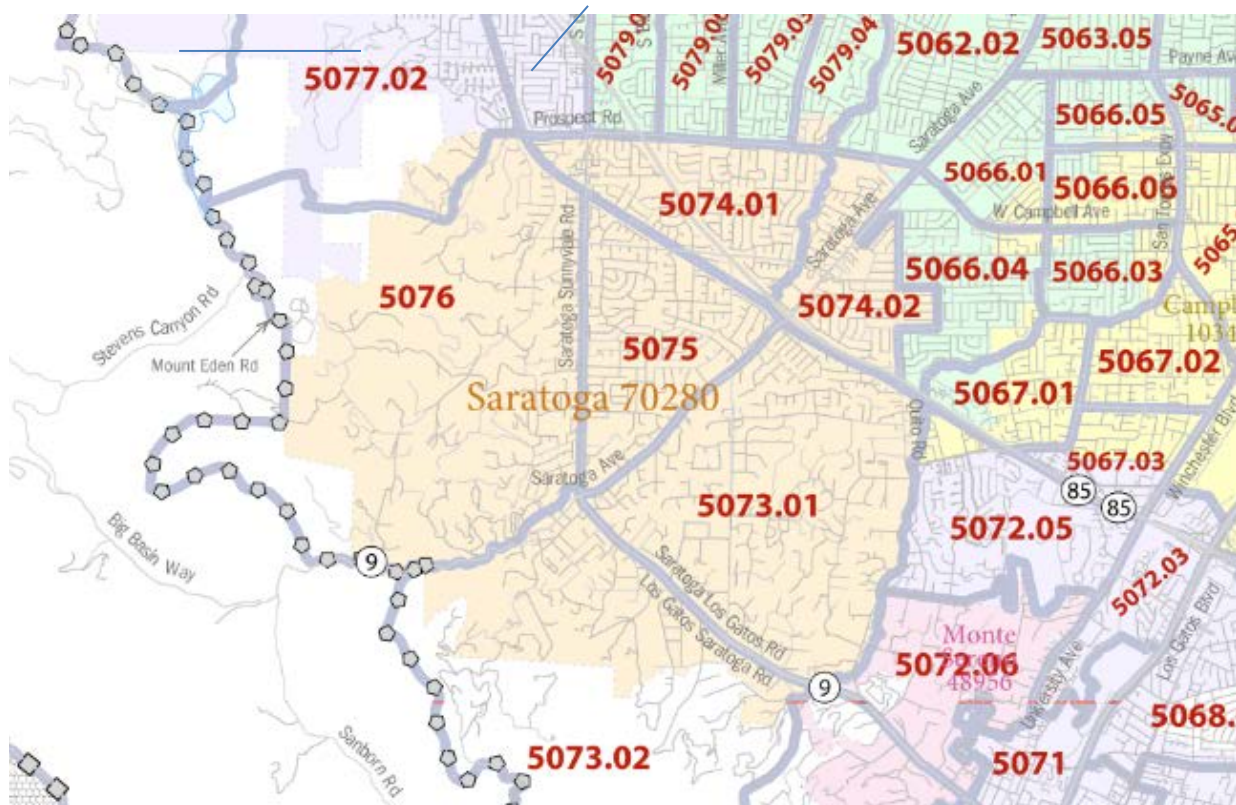 5077.02
5079.03
5079.04
5062.02
5063.05
Payne Av
Prospect Rd
Saratoga Ave
5066.05
5066.01
5066.06
W Campbell Ave
5074.01
Saratoga Ave
Saratoga Sunnyvale Rd
5076
5066.04
5066.03
5074.02
Stevens Canyon Rd
Mount Eden Rd
5075
5067.02
5067.01
Saratoga 70280
Quito Rd
Winchester Blvd
Saratoga Ave
5067.03
85
85
5073.01
5072.05
Big Basin Way
9
5072.03
Saratoga Los Gatos Rd
Los Gatos Saratoga Rd
Los Gatos Blvd
Monte
5072.06
48956
University Ave
9
5068.
Sanborn Rd
5073.02
5071